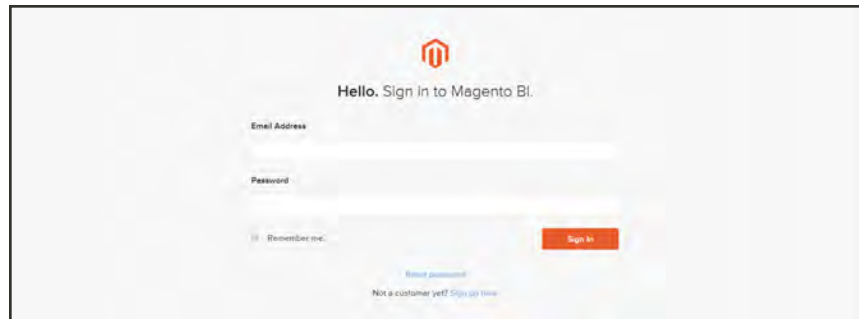 Hello. Sign in to Magento BI.
Email Address
Password
Remember me.
Sign In
Reset password
Not a customer yet? Sign up here